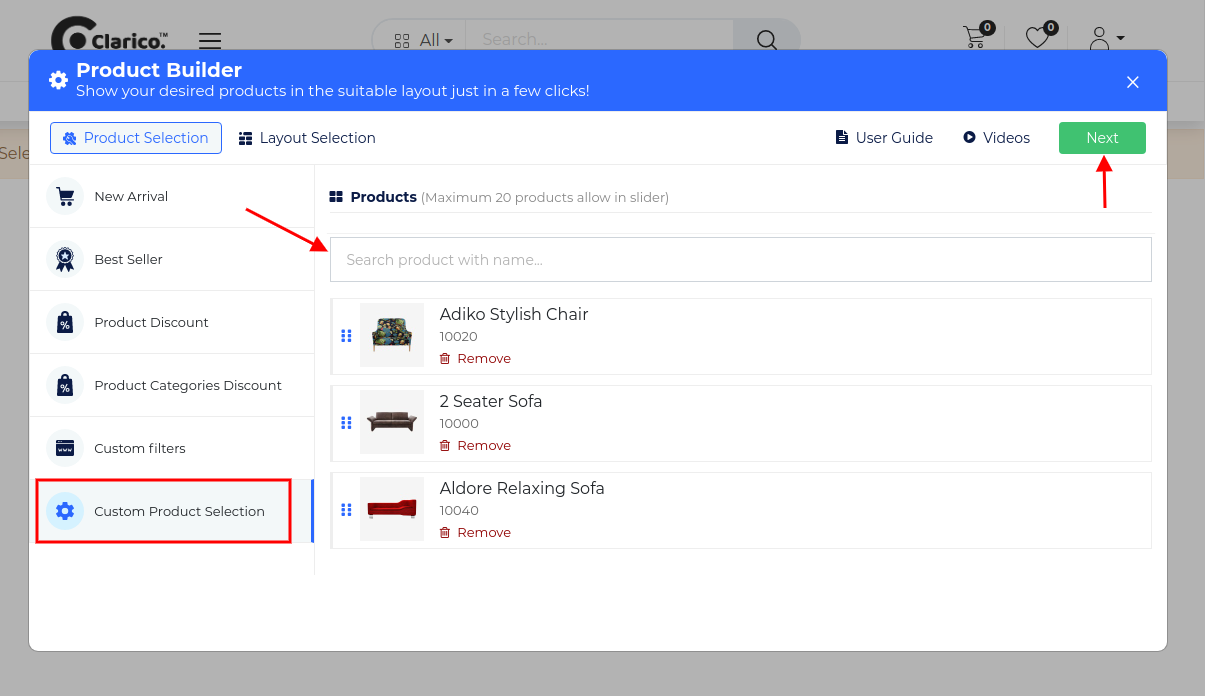 Clarico.™
All
Search...
0
0
Product Builder
Show your desired products in the suitable layout just in a few clicks!
Product Selection
Layout Selection
User Guide
Videos
Next
Sele
New Arrival
Best Seller
Product Discount
Product Categories Discount
Custom filters
Custom Product Selection
Products (Maximum 20 products allow in slider)
Search product with name...
Adiko Stylish Chair
10020
Remove
2 Seater Sofa
10000
Remove
Aldore Relaxing Sofa
10040
Remove